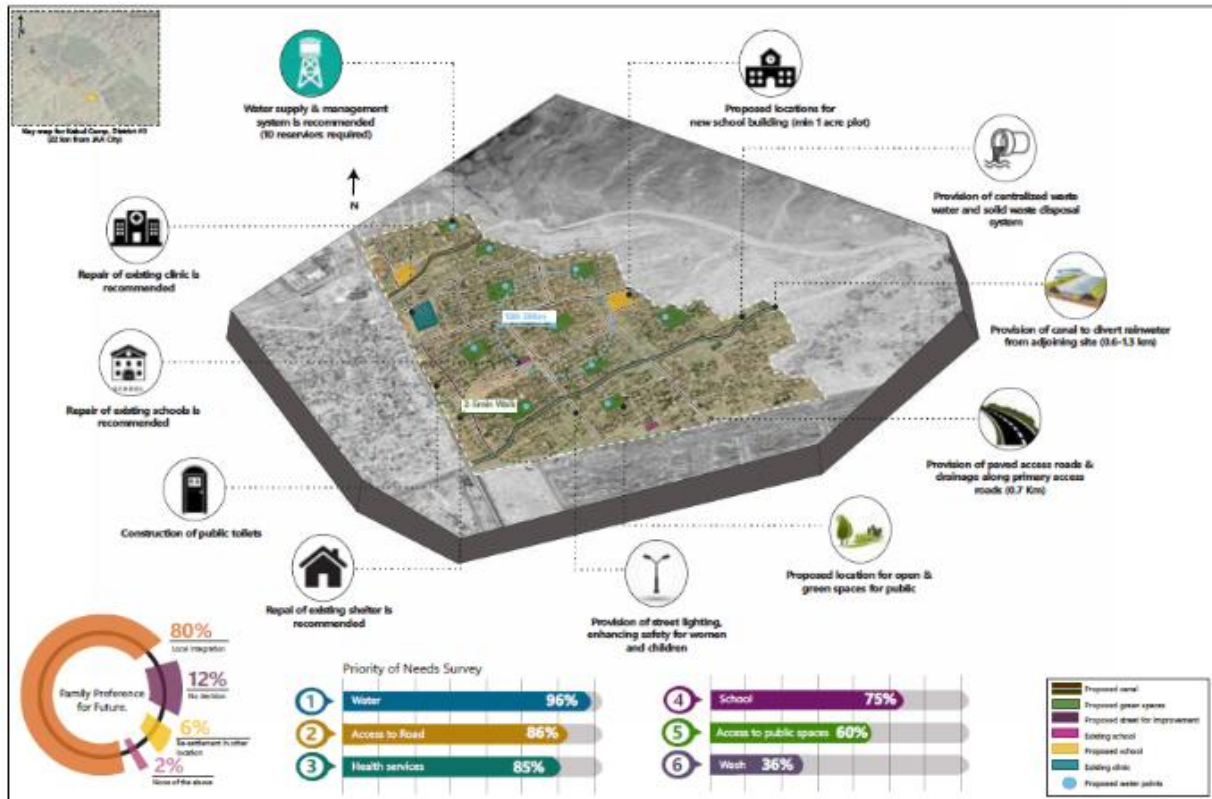 N
Water supply & management
system is recommended
(10 reserviors required)
Proposed locations for
new school building (min 1 acre plot)
Provision of centralized waste
water and solid waste disposal
system
Repair of existing clinic is
recommended
Provision of canal to divert rainwater
from adjoining site (0.6-1.3 km)
Repair of existing schools is
recommended
SCHOOL
Walk
Provision of paved access roads &
drainage along primary access
roads (0.7 Km)
Construction of public toilets
Proposed location for open &
green spaces for public
Repai of existing shelter is
recommended
Provision of street lighting,
enhancing safety for women
and children
Family Preference
for Future.
80%
Local Integration
12%
No decision
6%
Re-settlement in other
location
2%
None of the above
Priority of Needs Survey
1 Water 96%
2 Access to Road 86%
3 Health services 85%
4 School 75%
5 Access to public spaces 60%
6 Wash 36%
Proposed canal
Proposed green spaces
Proposed street for improvement
Existing school
Proposed school
Existing clinic
Proposed water points